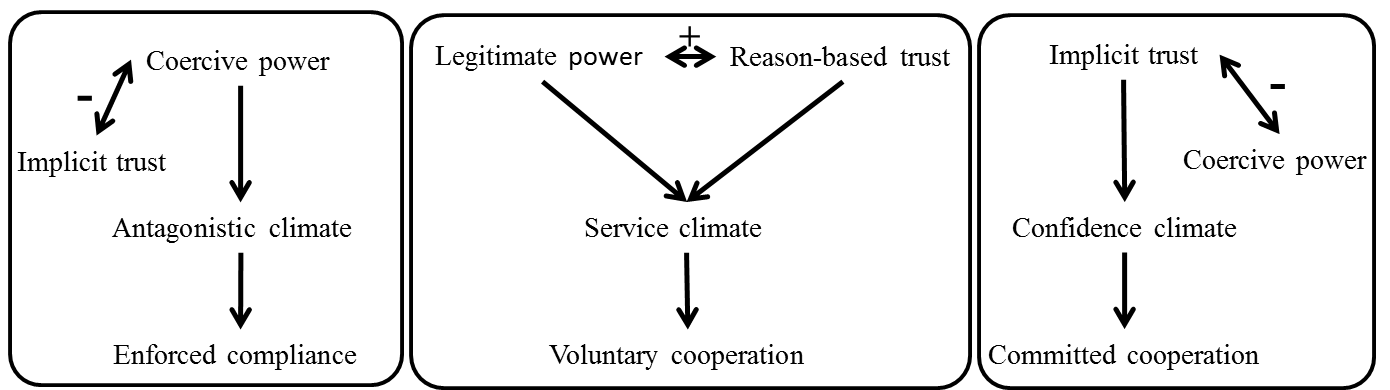 Coercive power
-
Implicit trust
Antagonistic climate
Enforced compliance
+
Legitimate power
Reason-based trust
Service climate
Voluntary cooperation
Implicit trust
-
Coercive power
Confidence climate
Committed cooperation